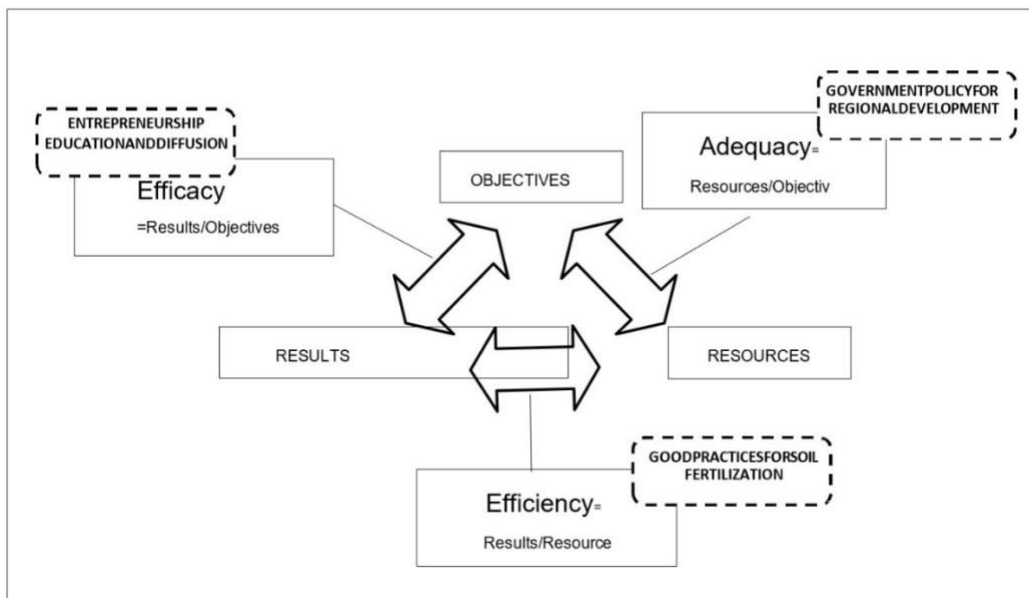 GOVERNMENTPOLICYFOR
REGIONALDEVELOPMENT
ENTREPRENEURSHIP
EDUCATIONANDDIFFUSION
Adequacy=
Resources/Objectiv
OBJECTIVES
Efficacy
=Results/Objectives
RESULTS
RESOURCES
GOODPRACTICESFORSOIL
FERTILIZATION
Efficiency=
Results/Resource